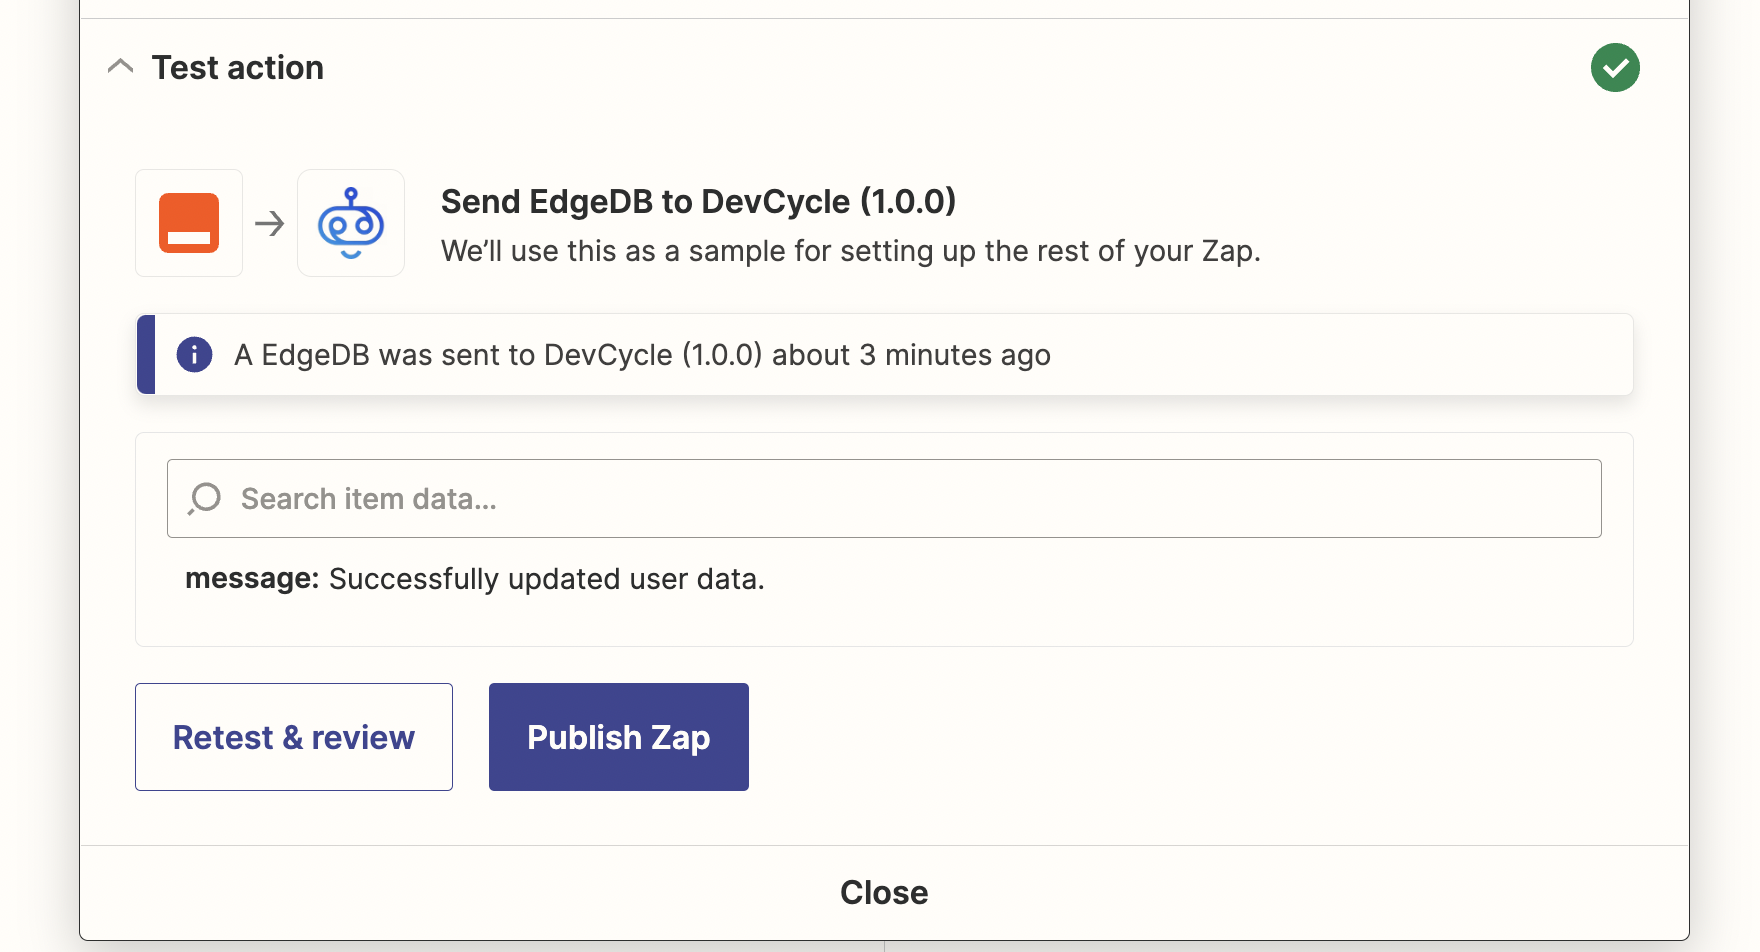 Test action
Send EdgeDB to DevCycle (1.0.0)
We’ll use this as a sample for setting up the rest of your Zap.
A EdgeDB was sent to DevCycle (1.0.0) about 3 minutes ago
Search item data...
message: Successfully updated user data.
Retest & review
Publish Zap
Close